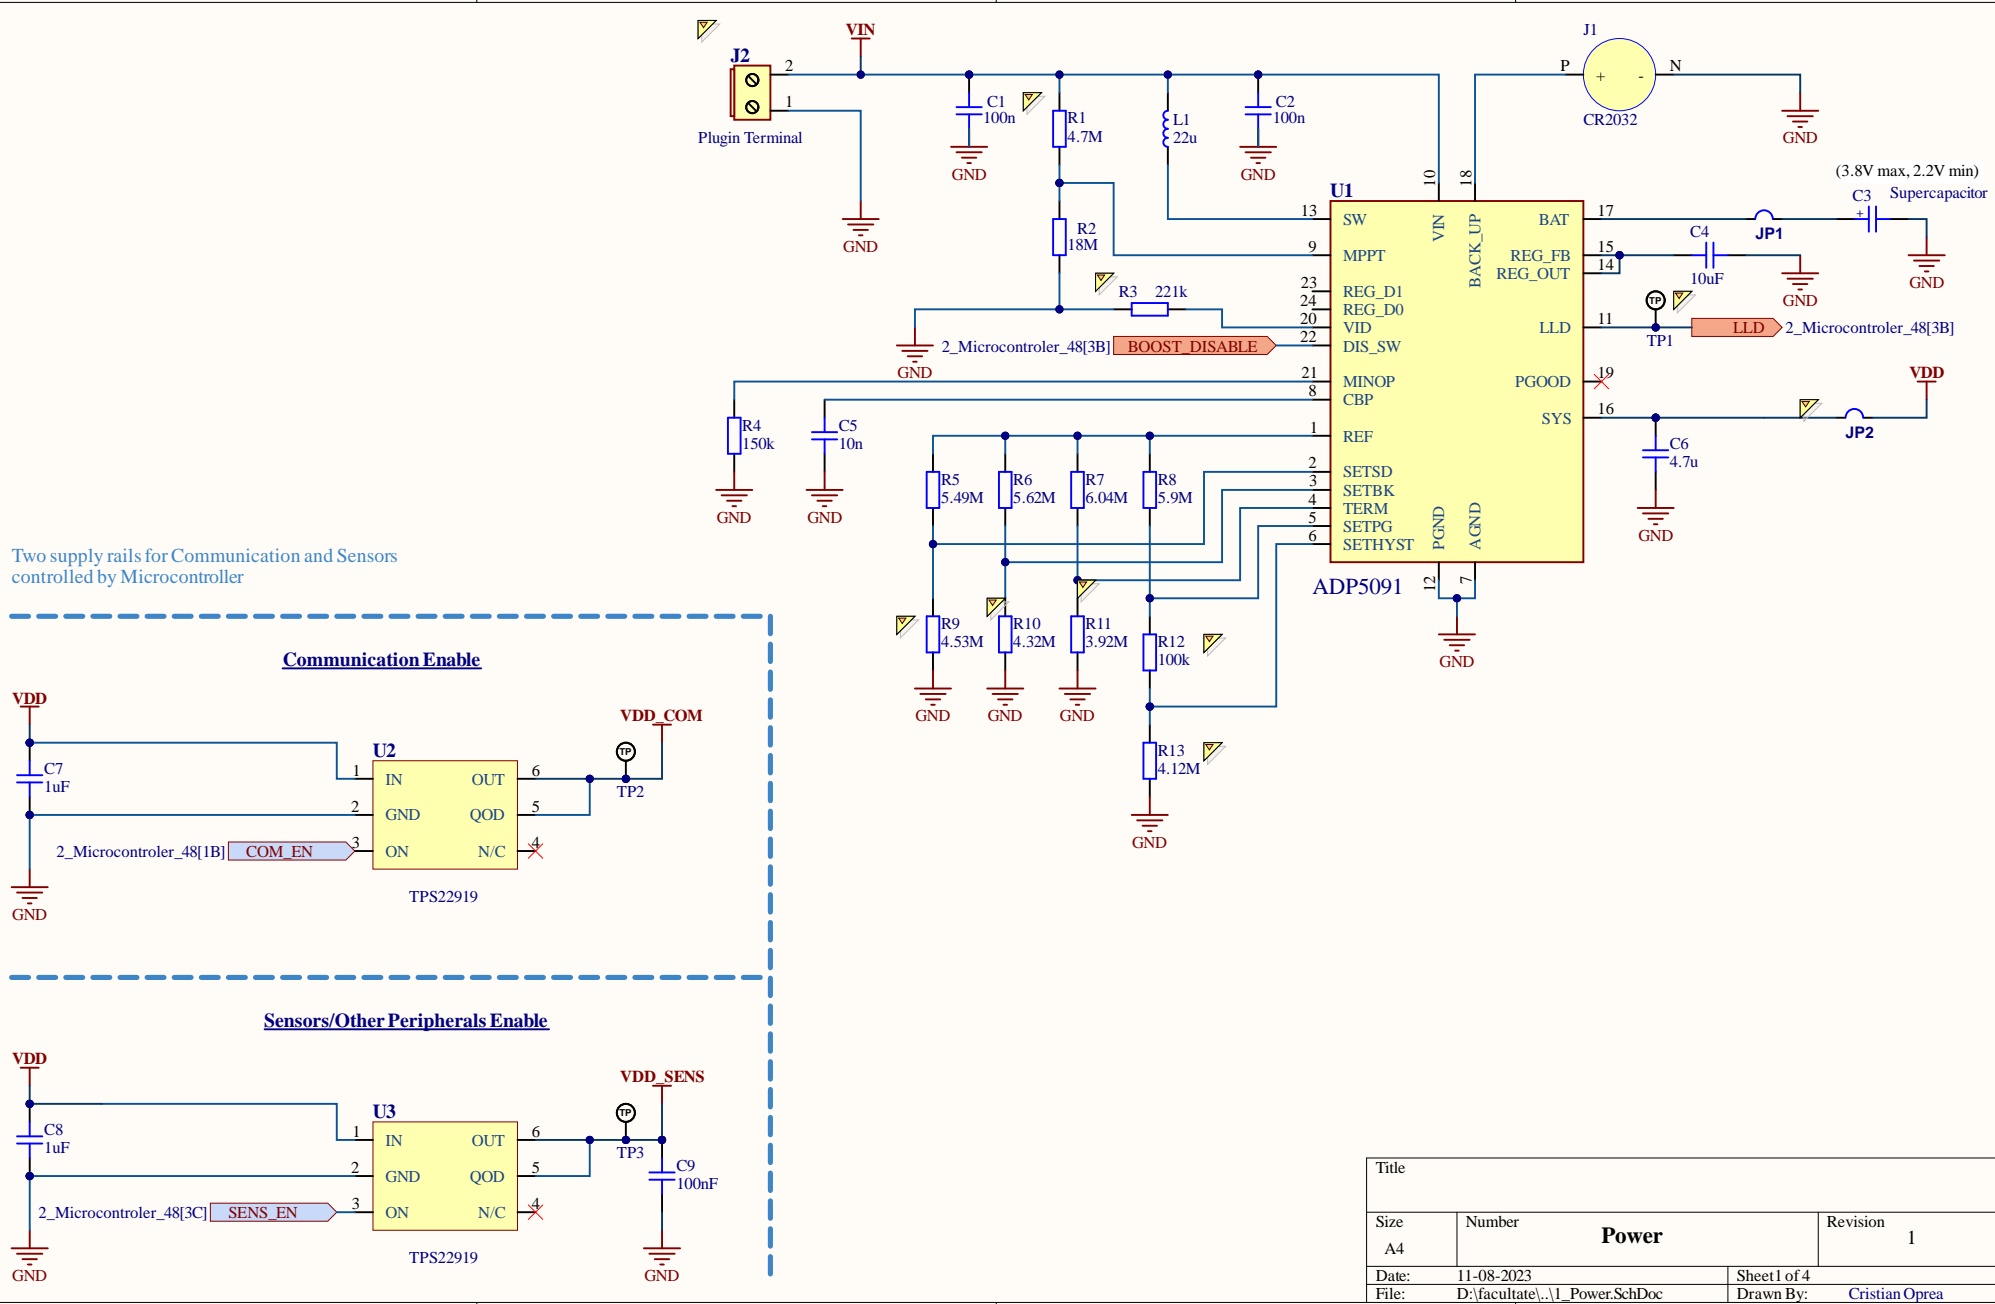 J2
2
1
Plugin Terminal
VIN
GND
C1
100n
GND
R1
4.7M
R2
18M
L1
22u
C2
100n
GND
J1
P
+
-
N
CR2032
GND
(3.8V max, 2.2V min)
C3
Supercapacitor
+
GND
U1
10
18
VIN
BACK_UP
13
SW
9
MPPT
23
REG_D1
24
REG_D0
20
VID
22
DIS_SW
21
MINOP
8
CBP
1
REF
2
SETSD
3
SETBK
4
TERM
5
SETPG
6
SETHYST
BAT
17
REG_FB
15
REG_OUT
14
LLD
11
PGOOD
19
SYS
16
PGND
AGND
12
7
ADP5091
GND
JP1
C4
10uF
GND
TP
TP1
LLD
2_Microcontroler_48[3B]
VDD
JP2
C6
4.7u
GND
R3
221k
GND
2_Microcontroler_48[3B]
BOOST_DISABLE
R4
150k
GND
C5
10n
GND
R5
5.49M
R6
5.62M
R7
6.04M
R8
5.9M
R9
4.53M
R10
4.32M
R11
3.92M
R12
100k
GND
GND
GND
R13
4.12M
GND
Two supply rails for Communication and Sensors
controlled by Microcontroller
Communication Enable
VDD
C7
1uF
GND
U2
1
IN
2
GND
3
ON
OUT
6
QOD
5
N/C
4
TPS22919
2_Microcontroler_48[1B]
COM_EN
TP
TP2
VDD_COM
Sensors/Other Peripherals Enable
VDD
C8
1uF
GND
U3
1
IN
2
GND
3
ON
OUT
6
QOD
5
N/C
4
TPS22919
2_Microcontroler_48[3C]
SENS_EN
TP
TP3
VDD_SENS
C9
100nF
GND
Title
Size
A4
Number
Power
Revision
1
Date:
11-08-2023
Sheet1 of 4
File:
D:\facultate\..\1_Power.SchDoc
Drawn By:
Cristian Oprea